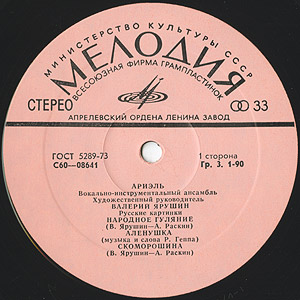 МИНИСТЕРСТВО КУЛЬТУРЫ СССР
МЕЛОДИЯ
ВСЕСОЮЗНАЯ ФИРМА ГРАМПЛАСТИНОК
СТЕРЕО 33
АПРЕЛЕВСКИЙ ОРДЕНА ЛЕНИНА ЗАВОД
ГОСТ 5289-73 1 сторона
С60—08641 Гр. 3. 1-90
АРИЭЛЬ
Вокально-инструментальный ансамбль
Художественный руководитель
ВАЛЕРИЙ ЯРУШИН
Русские картинки
НАРОДНОЕ ГУЛЯНИЕ
(В. Ярушин—А. Раскин)
АЛЕНУШКА
(музыка и слова Р. Геппа)
СКОМОРОШИНА
(В. Ярушин—А. Раскин)